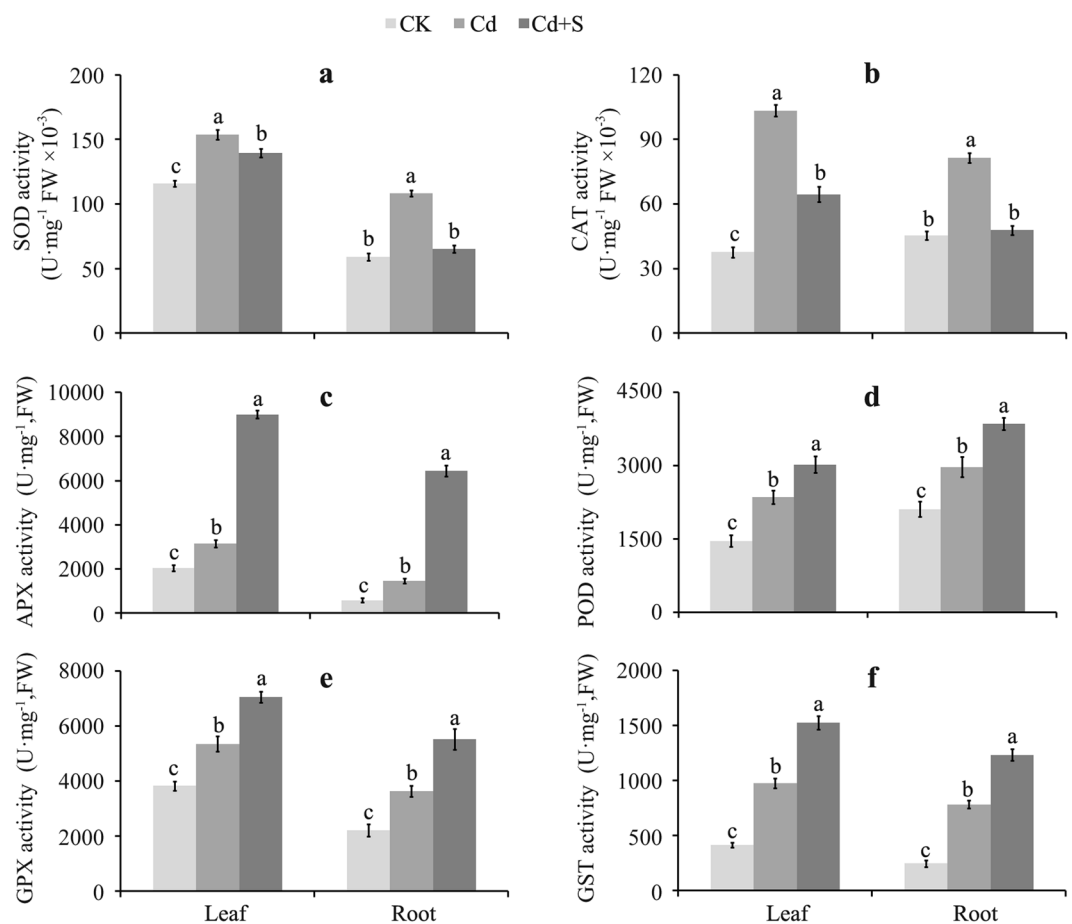 CK Cd Cd+S
a
SOD activity
(U·mg⁻¹ FW ×10⁻³)
200
150
100
50
0
c a b
b a b
b
CAT activity
(U·mg⁻¹ FW ×10⁻³)
120
90
60
30
0
c a b
b a b
c
APX activity (U·mg⁻¹,FW)
10000
8000
6000
4000
2000
0
c b a
c b a
d
POD activity (U·mg⁻¹,FW)
4500
3000
1500
0
c b a
c b a
e
GPX activity (U·mg⁻¹,FW)
8000
6000
4000
2000
0
c b a
c b a
Leaf Root
f
GST activity (U·mg⁻¹,FW)
2000
1500
1000
500
0
c b a
c b a
Leaf Root